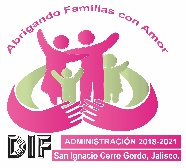 Abrigando Familias con Amor
DIF
ADMINISTRACIÓN 2018-2021
San Ignacio Cerro Gordo, Jalisco.